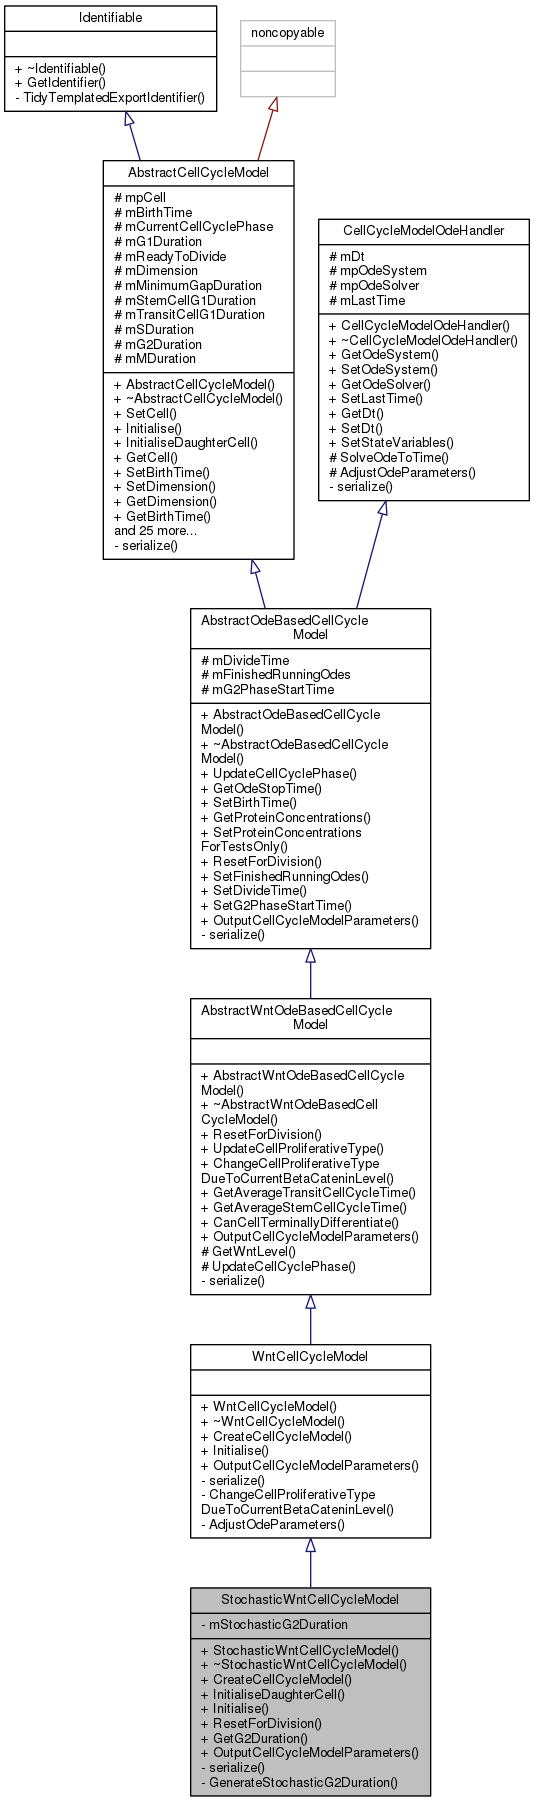 Identifiable
+ ~Identifiable()
+ GetIdentifier()
- TidyTemplatedExportIdentifier()
noncopyable
AbstractCellCycleModel
# mpCell
# mBirthTime
# mCurrentCellCyclePhase
# mG1Duration
# mReadyToDivide
# mDimension
# mMinimumGapDuration
# mStemCellG1Duration
# mTransitCellG1Duration
# mSDuration
# mG2Duration
# mMDuration
+ AbstractCellCycleModel()
+ ~AbstractCellCycleModel()
+ SetCell()
+ Initialise()
+ InitialiseDaughterCell()
+ GetCell()
+ SetBirthTime()
+ SetDimension()
+ GetDimension()
+ GetBirthTime()
and 25 more...
- serialize()
CellCycleModelOdeHandler
# mDt
# mpOdeSystem
# mpOdeSolver
# mLastTime
+ CellCycleModelOdeHandler()
+ ~CellCycleModelOdeHandler()
+ GetOdeSystem()
+ SetOdeSystem()
+ GetOdeSolver()
+ SetLastTime()
+ GetDt()
+ SetDt()
+ SetStateVariables()
# SolveOdeToTime()
# AdjustOdeParameters()
- serialize()
AbstractOdeBasedCellCycle
Model
# mDivideTime
# mFinishedRunningOdes
# mG2PhaseStartTime
+ AbstractOdeBasedCellCycle
Model()
+ ~AbstractOdeBasedCellCycle
Model()
+ UpdateCellCyclePhase()
+ GetOdeStopTime()
+ SetBirthTime()
+ GetProteinConcentrations()
+ SetProteinConcentrations
ForTestsOnly()
+ ResetForDivision()
+ SetFinishedRunningOdes()
+ SetDivideTime()
+ SetG2PhaseStartTime()
+ OutputCellCycleModelParameters()
- serialize()
AbstractWntOdeBasedCellCycle
Model
+ AbstractWntOdeBasedCellCycle
Model()
+ ~AbstractWntOdeBasedCell
CycleModel()
+ ResetForDivision()
+ UpdateCellProliferativeType()
+ ChangeCellProliferativeType
DueToCurrentBetaCateninLevel()
+ GetAverageTransitCellCycleTime()
+ GetAverageStemCellCycleTime()
+ CanCellTerminallyDifferentiate()
+ OutputCellCycleModelParameters()
# GetWntLevel()
# UpdateCellCyclePhase()
- serialize()
WntCellCycleModel
+ WntCellCycleModel()
+ ~WntCellCycleModel()
+ CreateCellCycleModel()
+ Initialise()
+ OutputCellCycleModelParameters()
- serialize()
- ChangeCellProliferativeType
DueToCurrentBetaCateninLevel()
- AdjustOdeParameters()
StochasticWntCellCycleModel
- mStochasticG2Duration
+ StochasticWntCellCycleModel()
+ ~StochasticWntCellCycleModel()
+ CreateCellCycleModel()
+ InitialiseDaughterCell()
+ Initialise()
+ ResetForDivision()
+ GetG2Duration()
+ OutputCellCycleModelParameters()
- serialize()
- GenerateStochasticG2Duration()